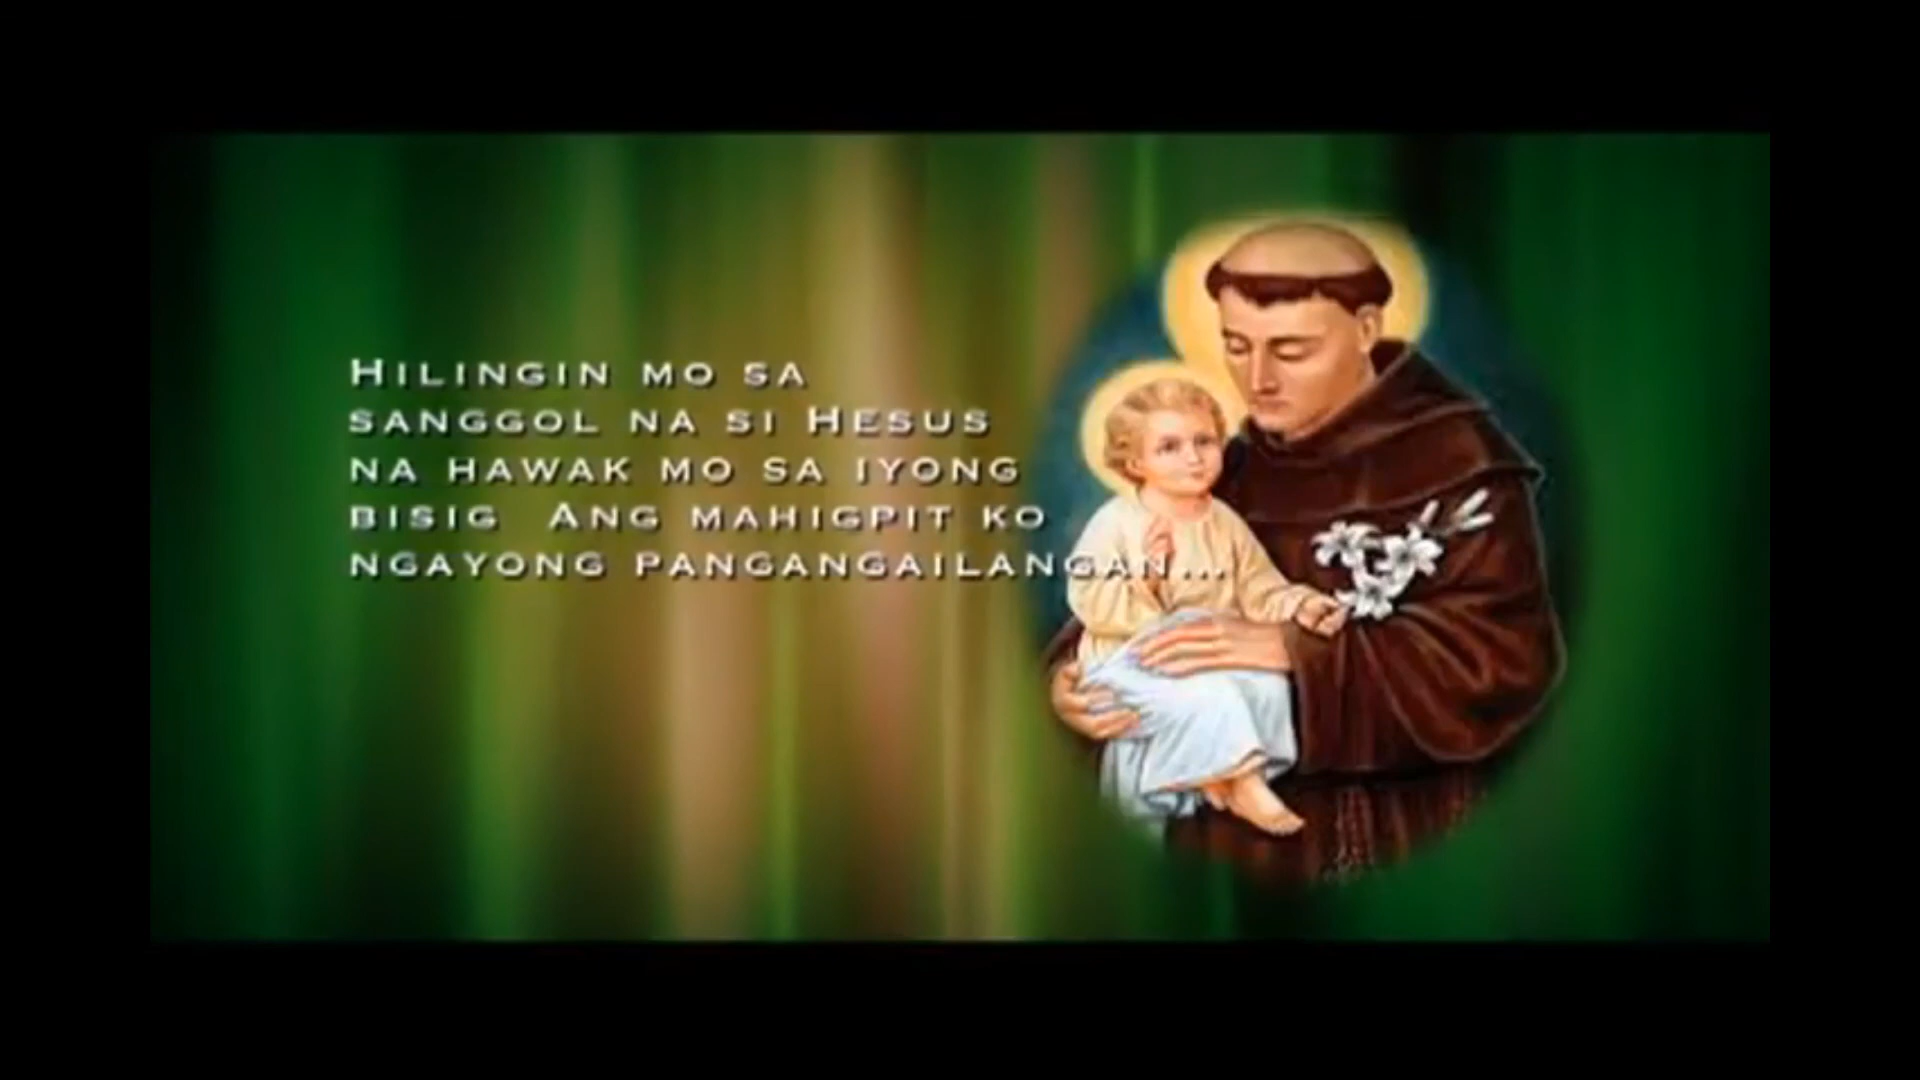 Hilingin mo sa
sanggol na si Hesus
na hawak mo sa iyong
bisig Ang mahigpit ko
ngayong pangangailangan...